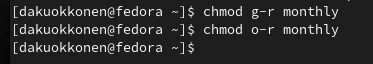 [dakuokkonen@fedora ~]$ chmod g-r monthly
[dakuokkonen@fedora ~]$ chmod o-r monthly
[dakuokkonen@fedora ~]$